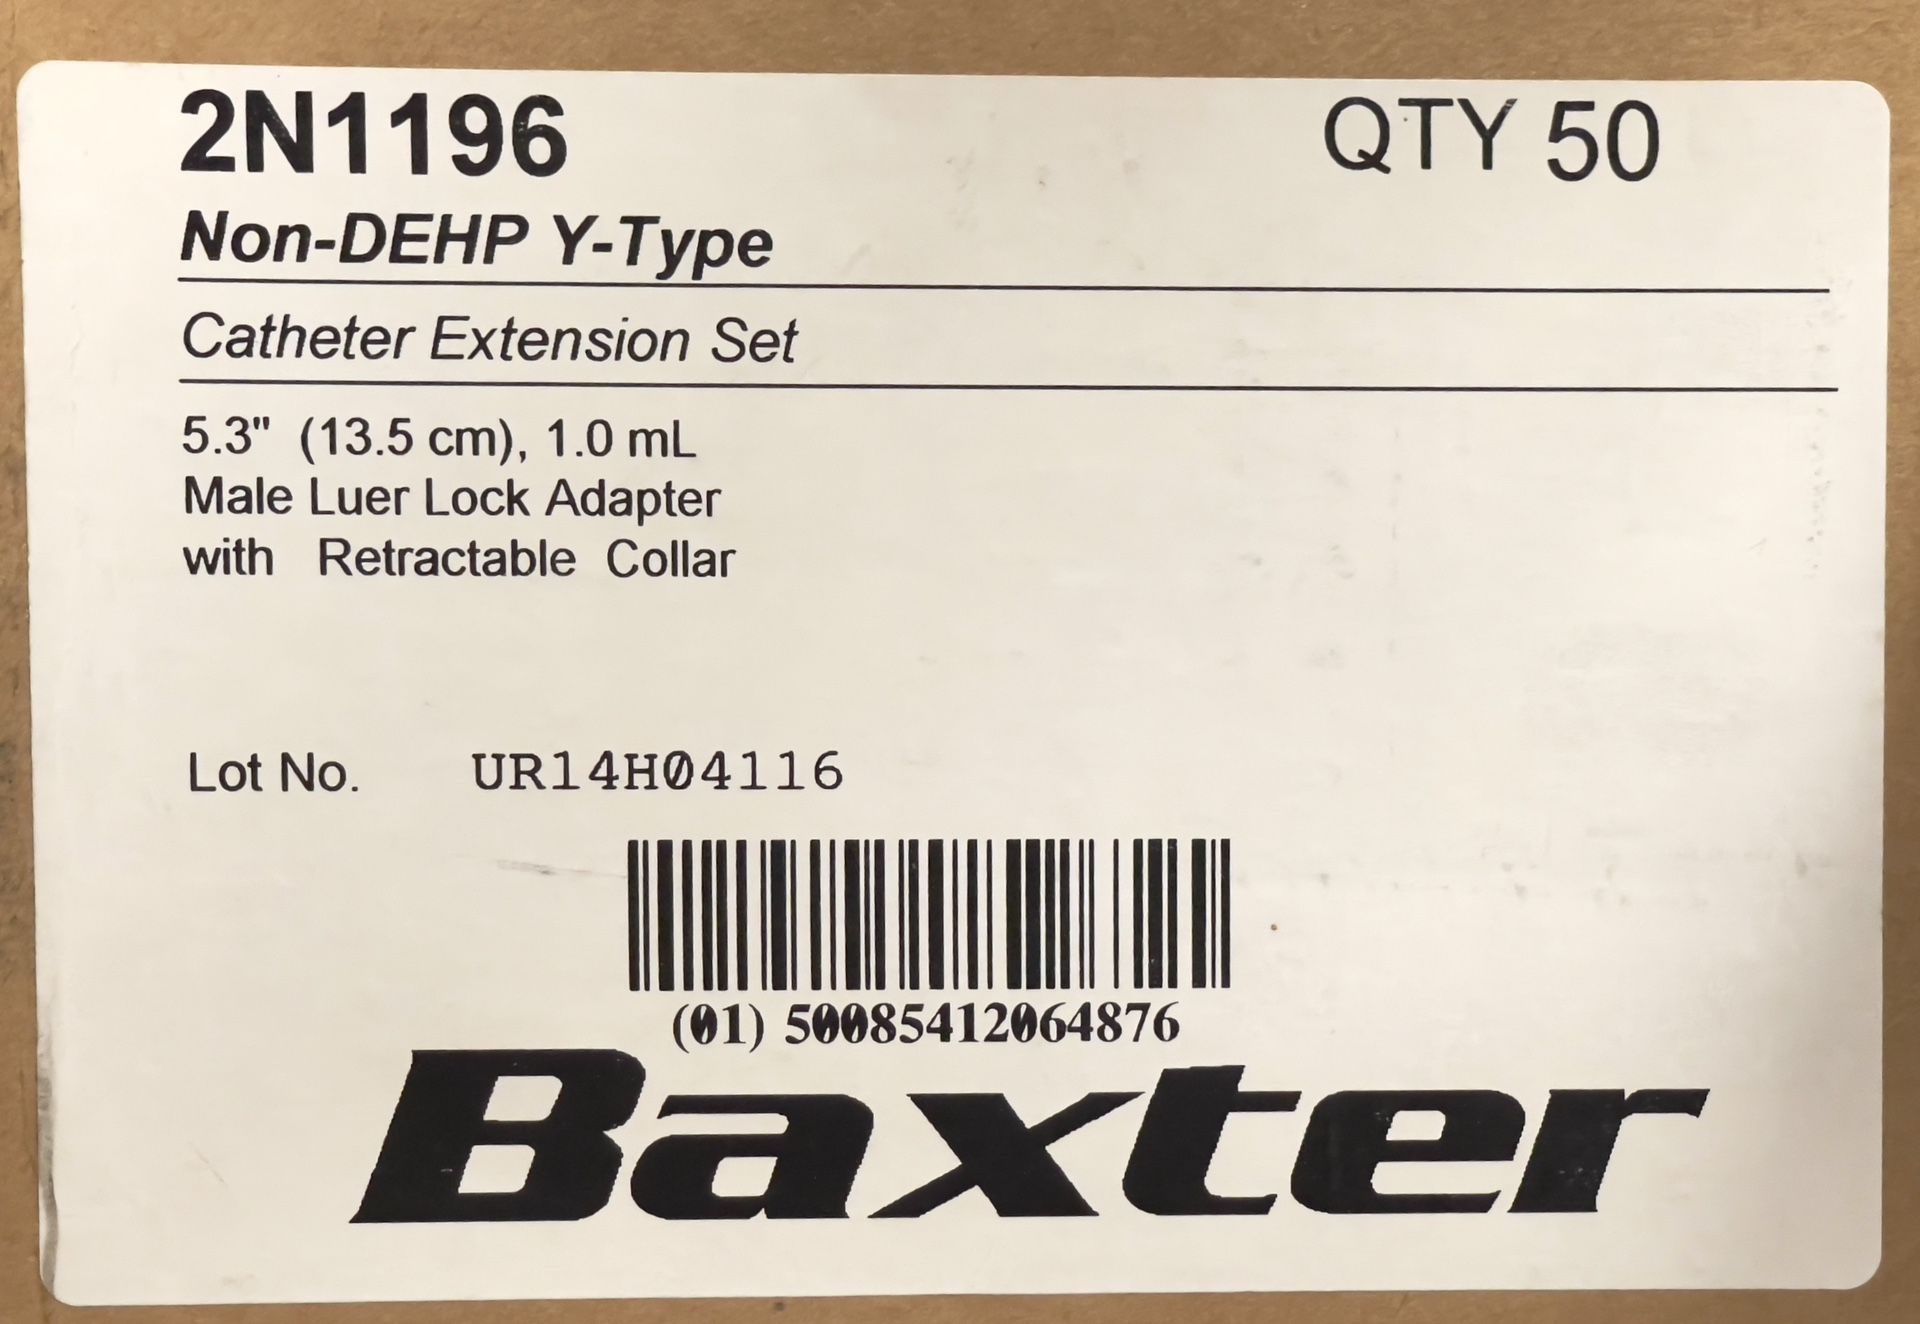 2N1196 QTY 50
Non-DEHP Y-Type
Catheter Extension Set
5.3" (13.5 cm), 1.0 mL
Male Luer Lock Adapter
with Retractable Collar
Lot No. UR14H04116
(01) 50085412064876
Baxter